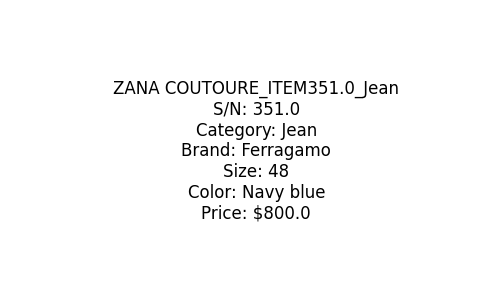 ZANA COUTOURE_ITEM351.0_Jean
S/N: 351.0
Category: Jean
Brand: Ferragamo
Size: 48
Color: Navy blue
Price: $800.0